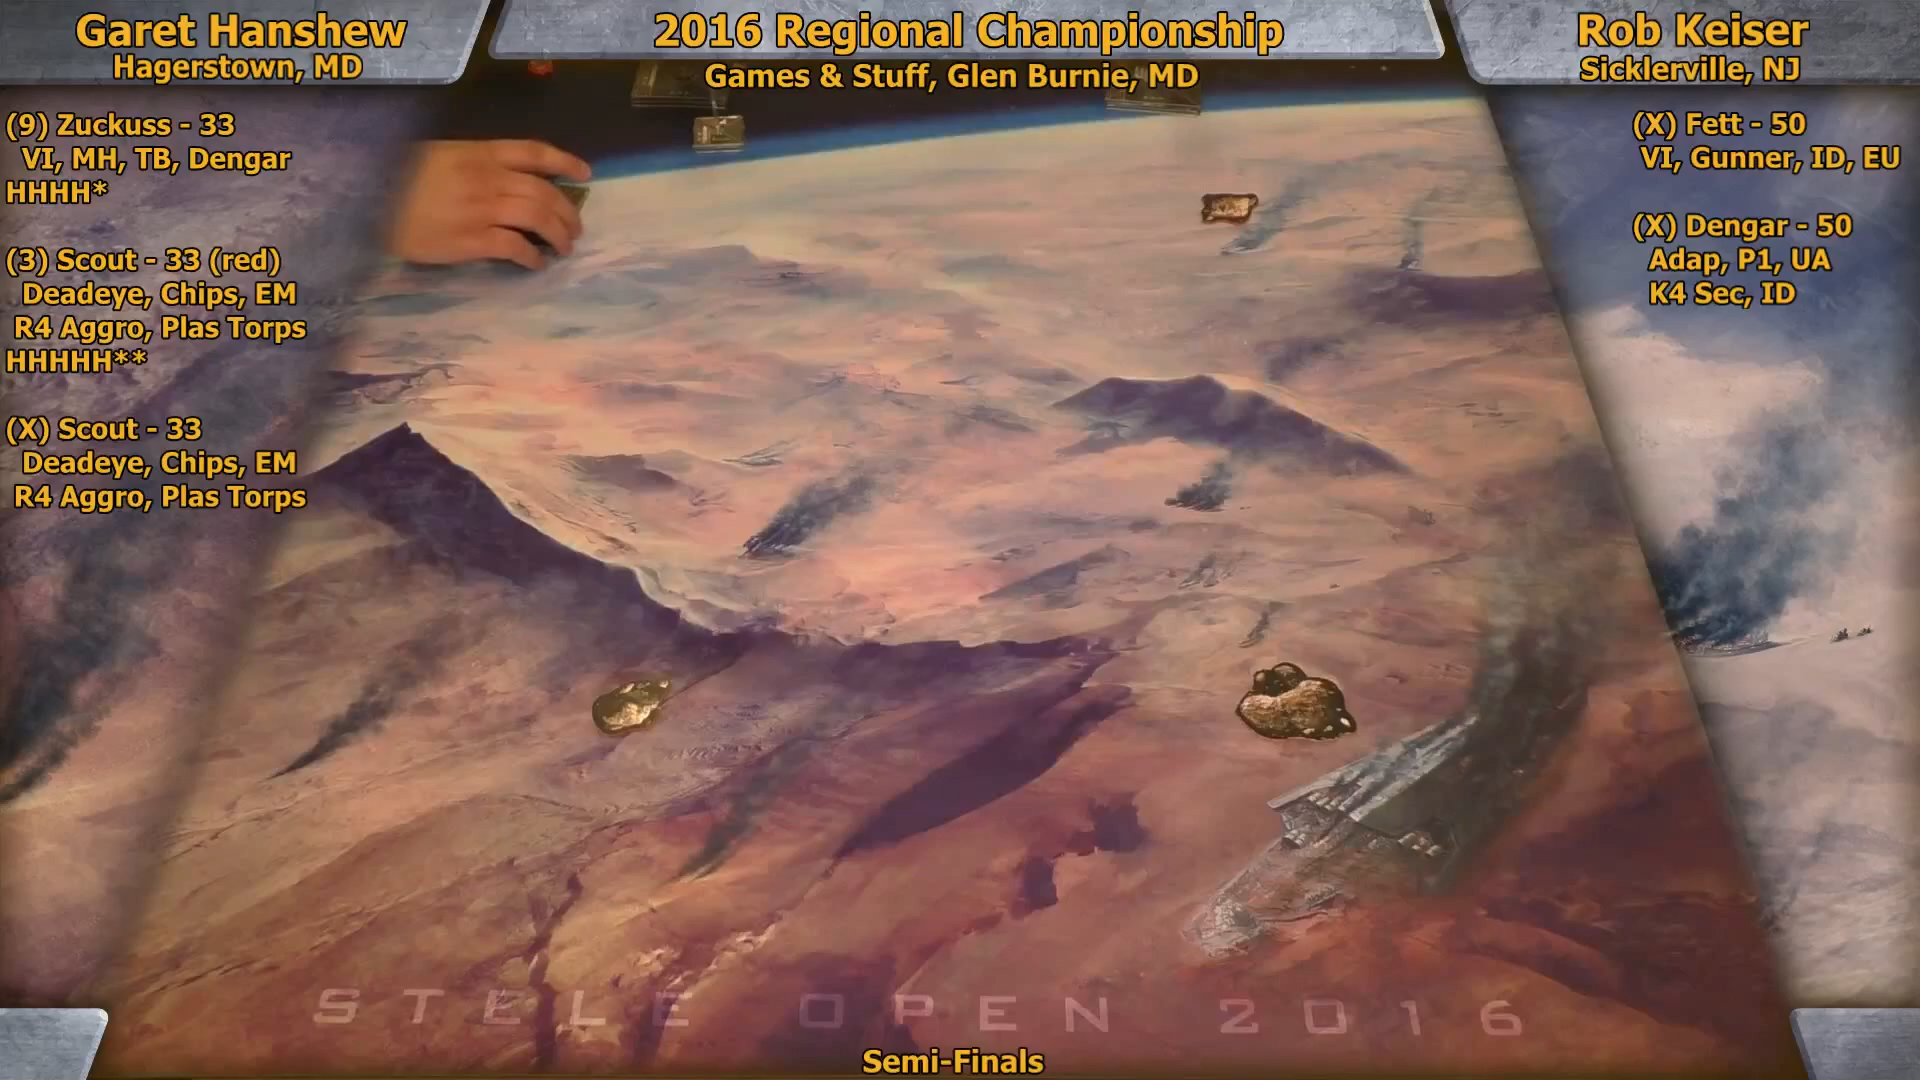 Garet Hanshew
Hagerstown, MD
2016 Regional Championship
Games & Stuff, Glen Burnie, MD
Rob Keiser
Sicklerville, NJ
(9) Zuckuss - 33
VI, MH, TB, Dengar
HHHH*
(3) Scout - 33 (red)
Deadeye, Chips, EM
R4 Aggro, Plas Torps
HHHHH**
(X) Scout - 33
Deadeye, Chips, EM
R4 Aggro, Plas Torps
(X) Fett - 50
VI, Gunner, ID, EU
(X) Dengar - 50
Adap, P1, UA
K4 Sec, ID
STELE OPEN 2016
Semi-Finals